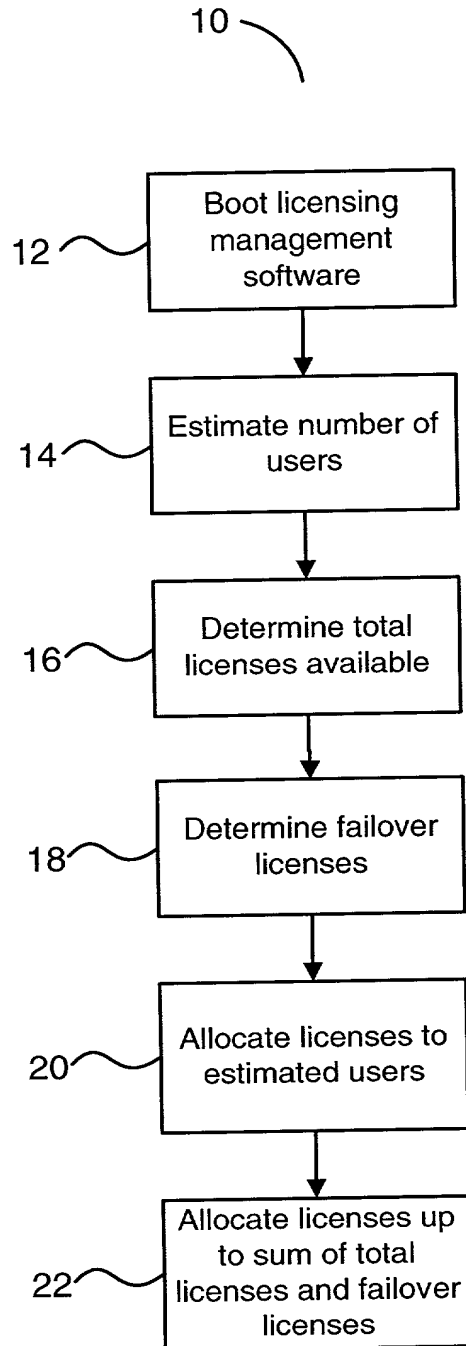 10
12
Boot licensing
management
software
14
Estimate number of
users
16
Determine total
licenses available
18
Determine failover
licenses
20
Allocate licenses to
estimated users
22
Allocate licenses up
to sum of total
licenses and failover
licenses